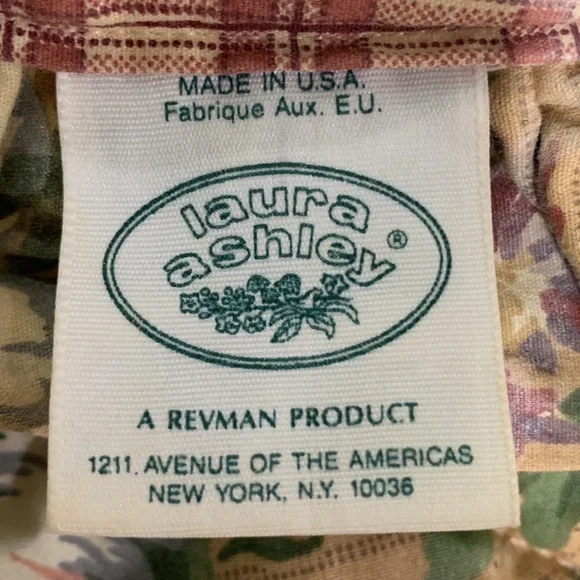 MADE IN U.S.A.
Fabrique Aux. E.U.
laura
ashley ®
A REVMAN PRODUCT
1211. AVENUE OF THE AMERICAS
NEW YORK, N.Y. 10036